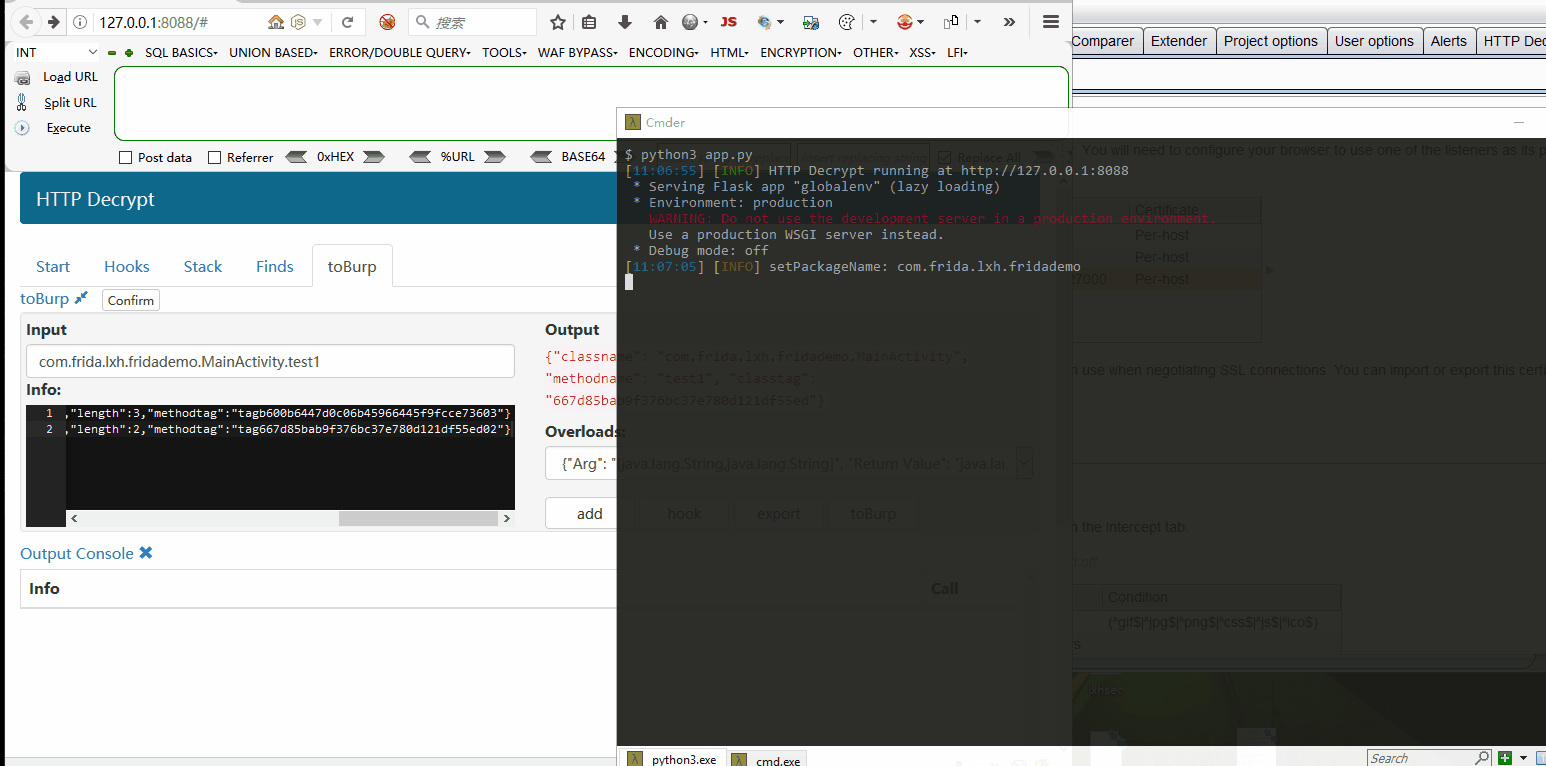 127.0.0.1:8088/#
搜索
JS
Comparer
Extender
Project options
User options
Alerts
HTTP Dec
INT
SQL BASICS
UNION BASED
ERROR/DOUBLE QUERY
TOOLS
WAF BYPASS
ENCODING
HTML
ENCRYPTION
OTHER
XSS
LFI
Load URL
Split URL
Execute
Post data
Referrer
0xHEX
%URL
BASE64
Insert replacing string
Replace All
Cmder
$ python3 app.py
[11:06:55] [INFO] HTTP Decrypt running at http://127.0.0.1:8088
* Serving Flask app "globalenv" (lazy loading)
* Environment: production
WARNING: Do not use the development server in a production environment.
Use a production WSGI server instead.
* Debug mode: off
[11:07:05] [INFO] setPackageName: com.frida.lxh.fridademo
You will need to configure your browser to use one of the listeners as its p
Certificate
Per-host
Per-host
27000
Per-host
n use when negotiating SSL connections. You can import or export this certi
n the Intercept tab.
Condition
(^gif$|^jpg$|^png$|^css$|^js$|^ico$)
lxhsec
HTTP Decrypt
Start
Hooks
Stack
Finds
toBurp
toBurp
Confirm
Input
com.frida.lxh.fridademo.MainActivity.test1
Info:
1 ,"length":3,"methodtag":"tagb600b6447d0c06b45966445f9fcce73603"}
2 ,"length":2,"methodtag":"tag667d85bab9f376bc37e780d121df55ed02"}
Output
{"classname": "com.frida.lxh.fridademo.MainActivity",
"methodname": "test1", "classtag":
"667d85bab9f376bc37e780d121df55ed"}
Overloads:
{"Arg": "[java.lang.String,java.lang.String]", "Return Value": "java.lan
add
hook
export
toBurp
Output Console
Info
Call
python3.exe
cmd.exe
Search